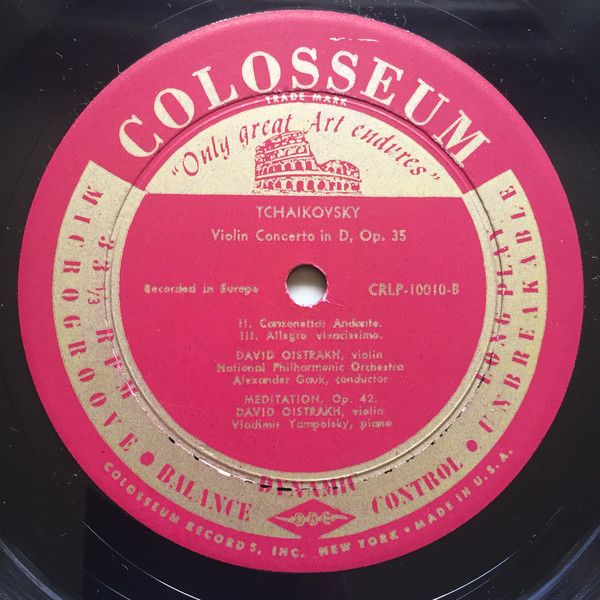 COLOSSEUM
TRADE MARK
"Only great Art endures"
TCHAIKOVSKY
Violin Concerto in D, Op. 35
Recorded in Europe
CRLP-10010-B
II. Canzonetta: Andante.
III. Allegro vivacissimo.
DAVID OISTRAKH, violin
National Philharmonic Orchestra
Alexander Gauk, conductor
MEDITATION, Op. 42.
DAVID OISTRAKH, violin
Vladimir Yampolsky, piano
MICROGROOVE
33 1/3 RPM
LONG PLAY
UNBREAKABLE
• BALANCE
DYNAMIC
CONTROL •
DBC
COLOSSEUM RECORDS, INC. NEW YORK • MADE IN U.S.A.